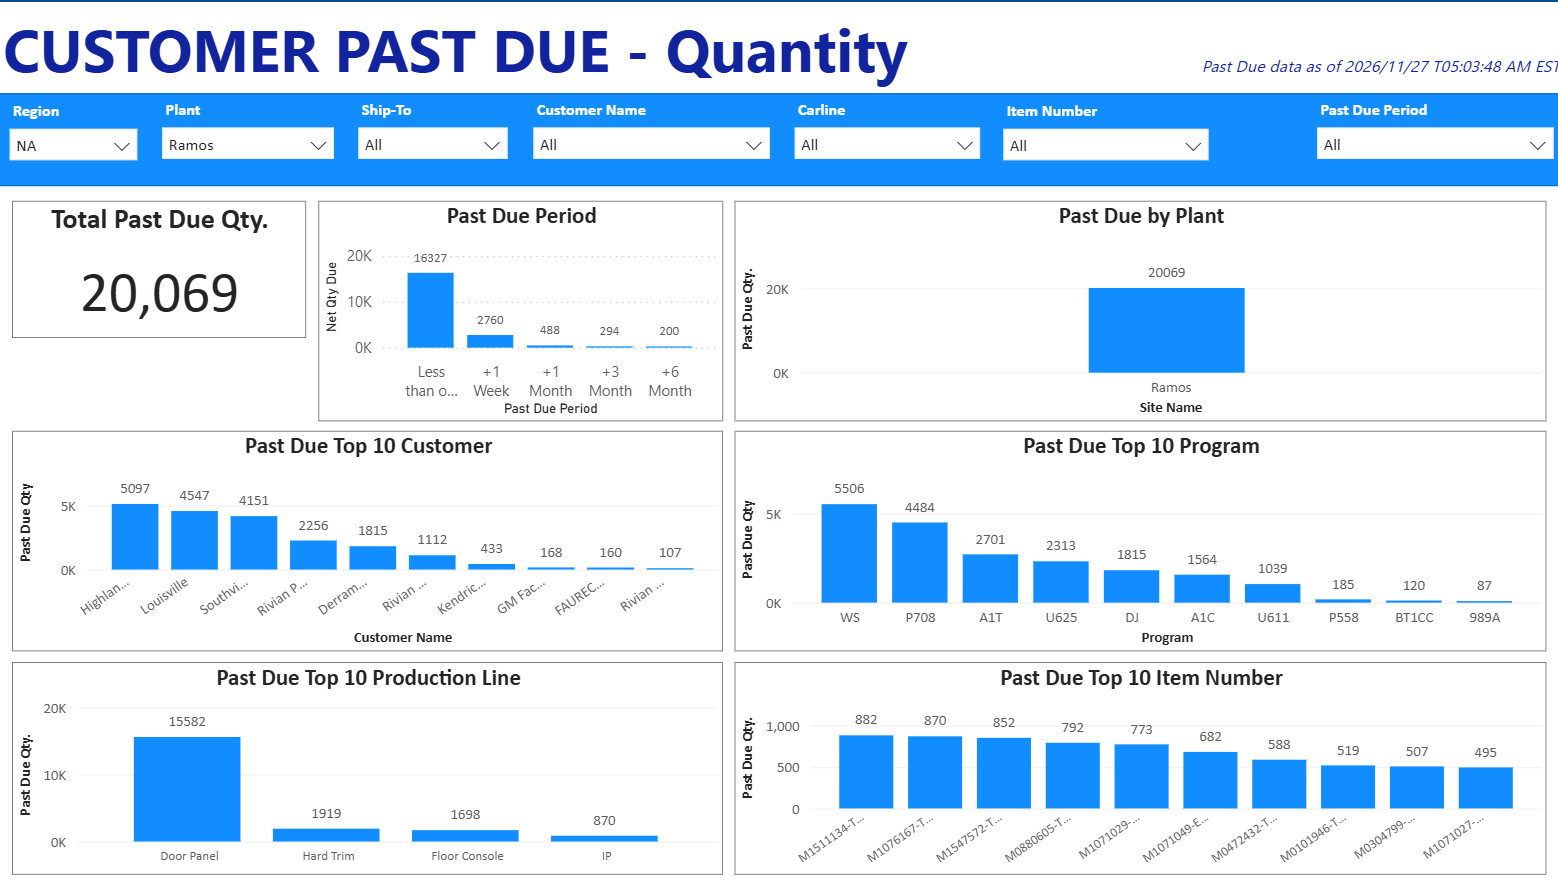 CUSTOMER PAST DUE - Quantity
Past Due data as of 2026/11/27 T05:03:48 AM EST
Region
Plant
Ship-To
Customer Name
Carline
Item Number
Past Due Period
NA
Ramos
All
All
All
All
All
Total Past Due Qty.
20,069
Past Due Period
Net Qty Due
20K
10K
0K
16327
2760
488
294
200
Less than o...
+1 Week
+1 Month
+3 Month
+6 Month
Past Due Period
Past Due by Plant
Past Due Qty.
20K
0K
20069
Ramos
Site Name
Past Due Top 10 Customer
Past Due Qty
5K
0K
5097
4547
4151
2256
1815
1112
433
168
160
107
Highlan...
Louisville
Southvi...
Rivian P...
Derram...
Rivian ...
Kendric...
GM Fac...
FAUREC...
Rivian ...
Customer Name
Past Due Top 10 Program
Past Due Qty
5K
0K
5506
4484
2701
2313
1815
1564
1039
185
120
87
WS
P708
A1T
U625
DJ
A1C
U611
P558
BT1CC
989A
Program
Past Due Top 10 Production Line
Past Due Qty.
20K
10K
0K
15582
1919
1698
870
Door Panel
Hard Trim
Floor Console
IP
Past Due Top 10 Item Number
Past Due Qty.
1,000
500
0
882
870
852
792
773
682
588
519
507
495
M1511134-T...
M1076167-T...
M1547572-T...
M0880605-T...
M1071029-...
M1071049-E...
M0472432-T...
M0101946-T...
M0304799-...
M1071027-...